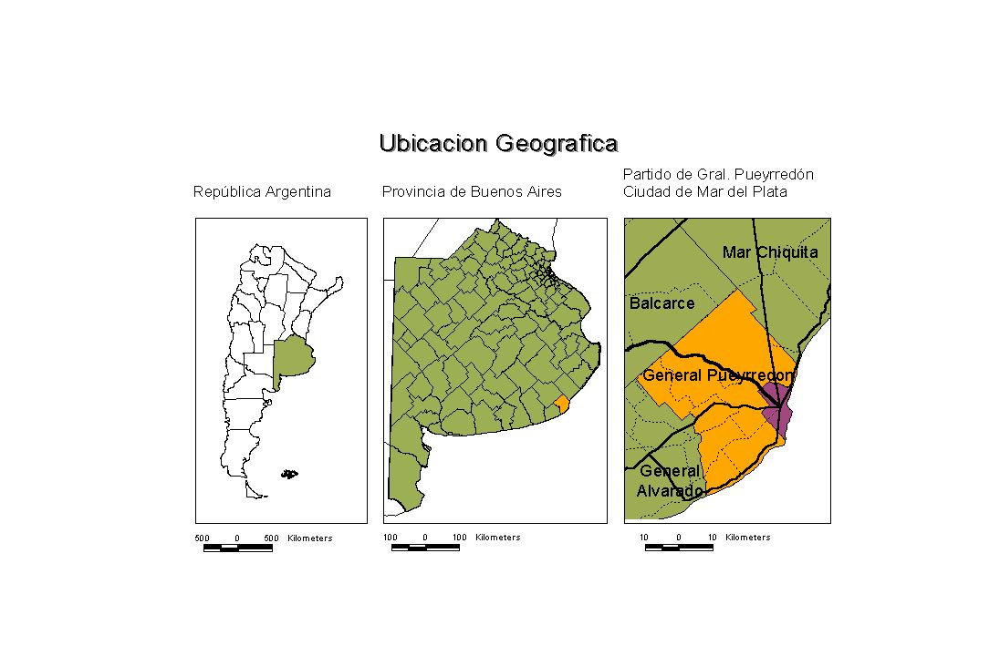 Ubicacion Geografica
República Argentina
Provincia de Buenos Aires
Partido de Gral. Pueyrredón
Ciudad de Mar del Plata
Mar Chiquita
Balcarce
General Pueyrredon
General
Alvarado
500 0 500 Kilometers
100 0 100 Kilometers
10 0 10 Kilometers